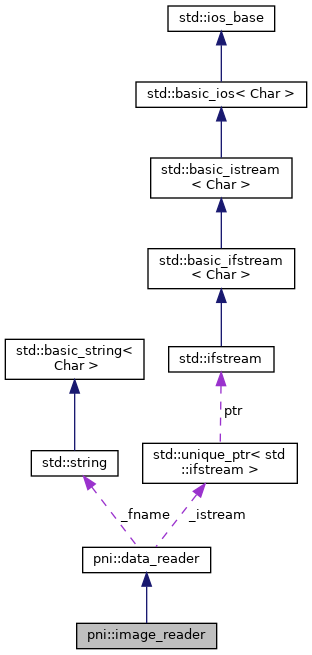 std::ios_base
std::basic_ios< Char >
std::basic_istream
< Char >
std::basic_ifstream
< Char >
std::basic_string<
Char >
std::ifstream
ptr
std::string
std::unique_ptr< std
::ifstream >
_fname
_istream
pni::data_reader
pni::image_reader